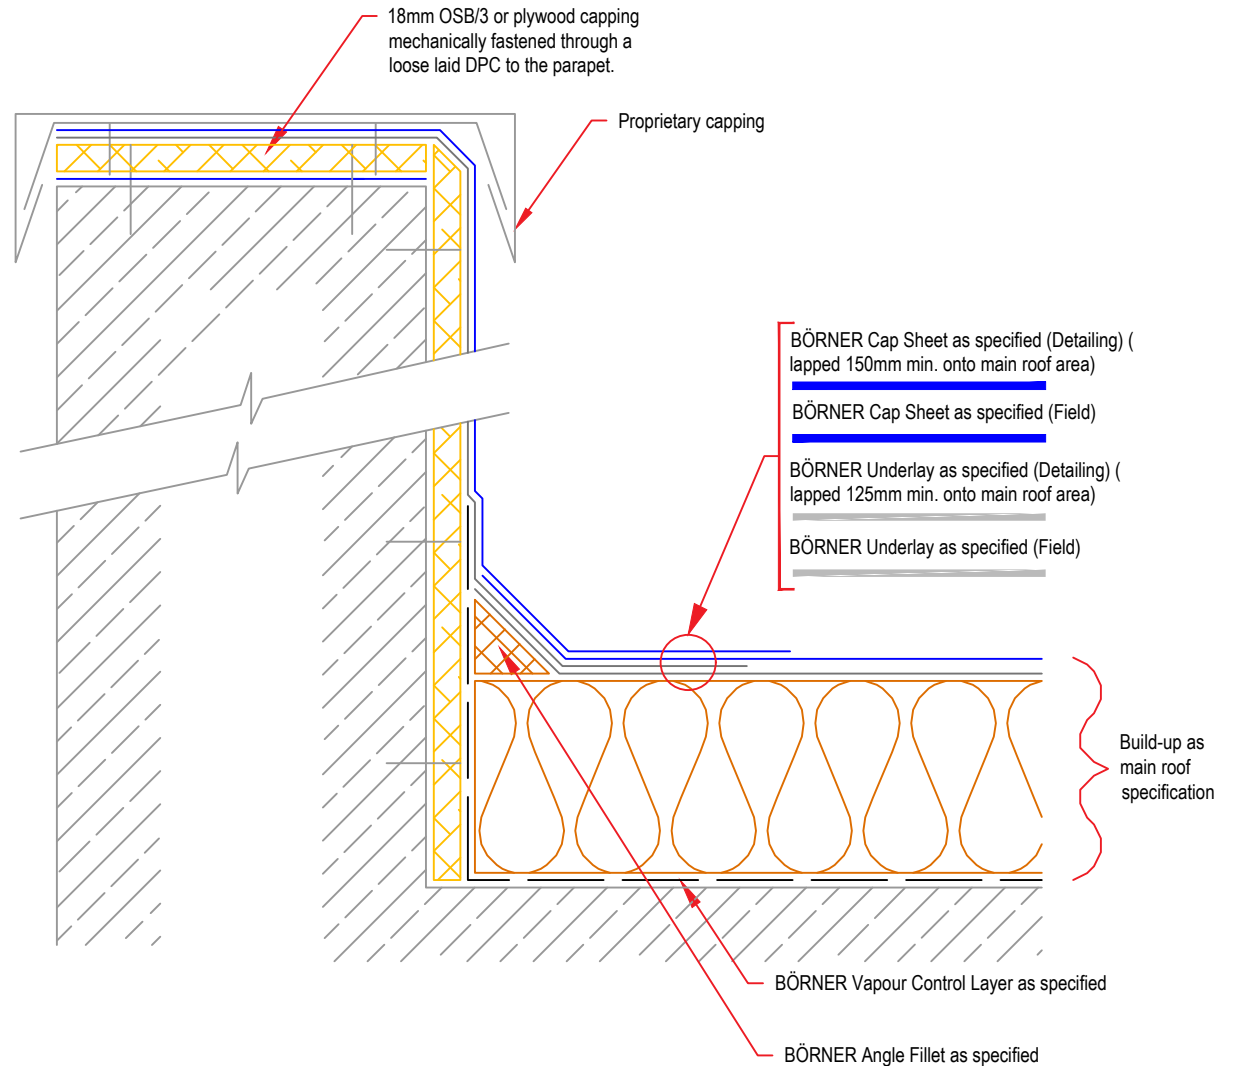 18mm OSB/3 or plywood capping
mechanically fastened through a
loose laid DPC to the parapet.
Proprietary capping
BÖRNER Cap Sheet as specified (Detailing) (
lapped 150mm min. onto main roof area)
BÖRNER Cap Sheet as specified (Field)
BÖRNER Underlay as specified (Detailing) (
lapped 125mm min. onto main roof area)
BÖRNER Underlay as specified (Field)
Build-up as
main roof
specification
BÖRNER Vapour Control Layer as specified
BÖRNER Angle Fillet as specified